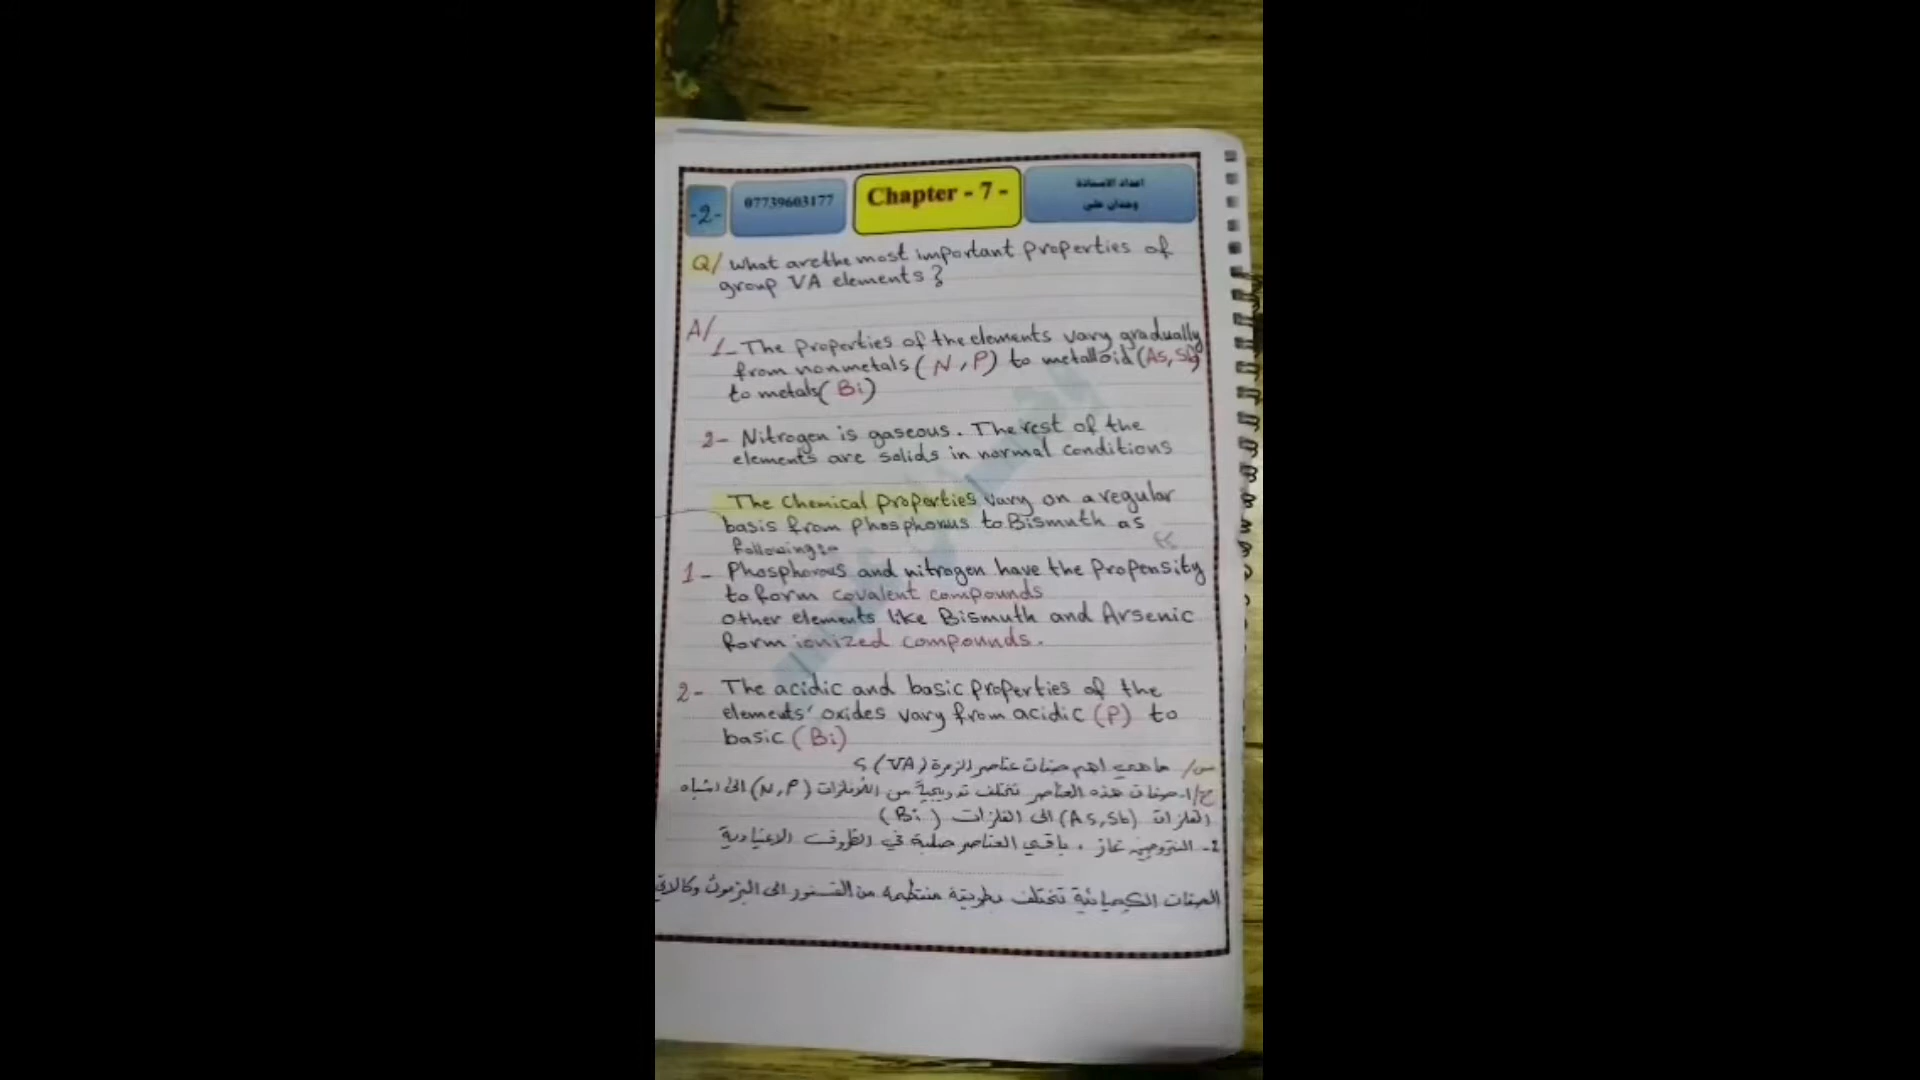 -2-
07739603177
Chapter - 7 -
اعداد الاستاذة
وجدان علي
Q/ What are the most important properties of
group VA elements?
A/
1- The properties of the elements vary gradually
from nonmetals (N, P) to metalloid (As, Sb)
to metals (Bi)
2- Nitrogen is gaseous. The rest of the
elements are solids in normal conditions
The Chemical properties vary on a regular
basis from phosphorus to Bismuth as
following:-
1- Phosphorous and nitrogen have the propensity
to form covalent compounds
other elements like Bismuth and Arsenic
form ionized compounds.
2- The acidic and basic properties of the
elements' oxides vary from acidic (P) to
basic (Bi)
س/ ما هي اهم صفات عناصر الزمرة (VA) ؟
ج/ 1- صفات هذه العناصر تختلف تدريجياً من اللافلزات (N, P) الى اشباه
الفلزات (As, Sb) الى الفلزات (Bi)
2- النتروجين غاز . باقي العناصر صلبة في الظروف الاعتيادية
الصفات الكيميائية تختلف بطريقة منتظمة من الفسفور الى البزموث وكالاتي